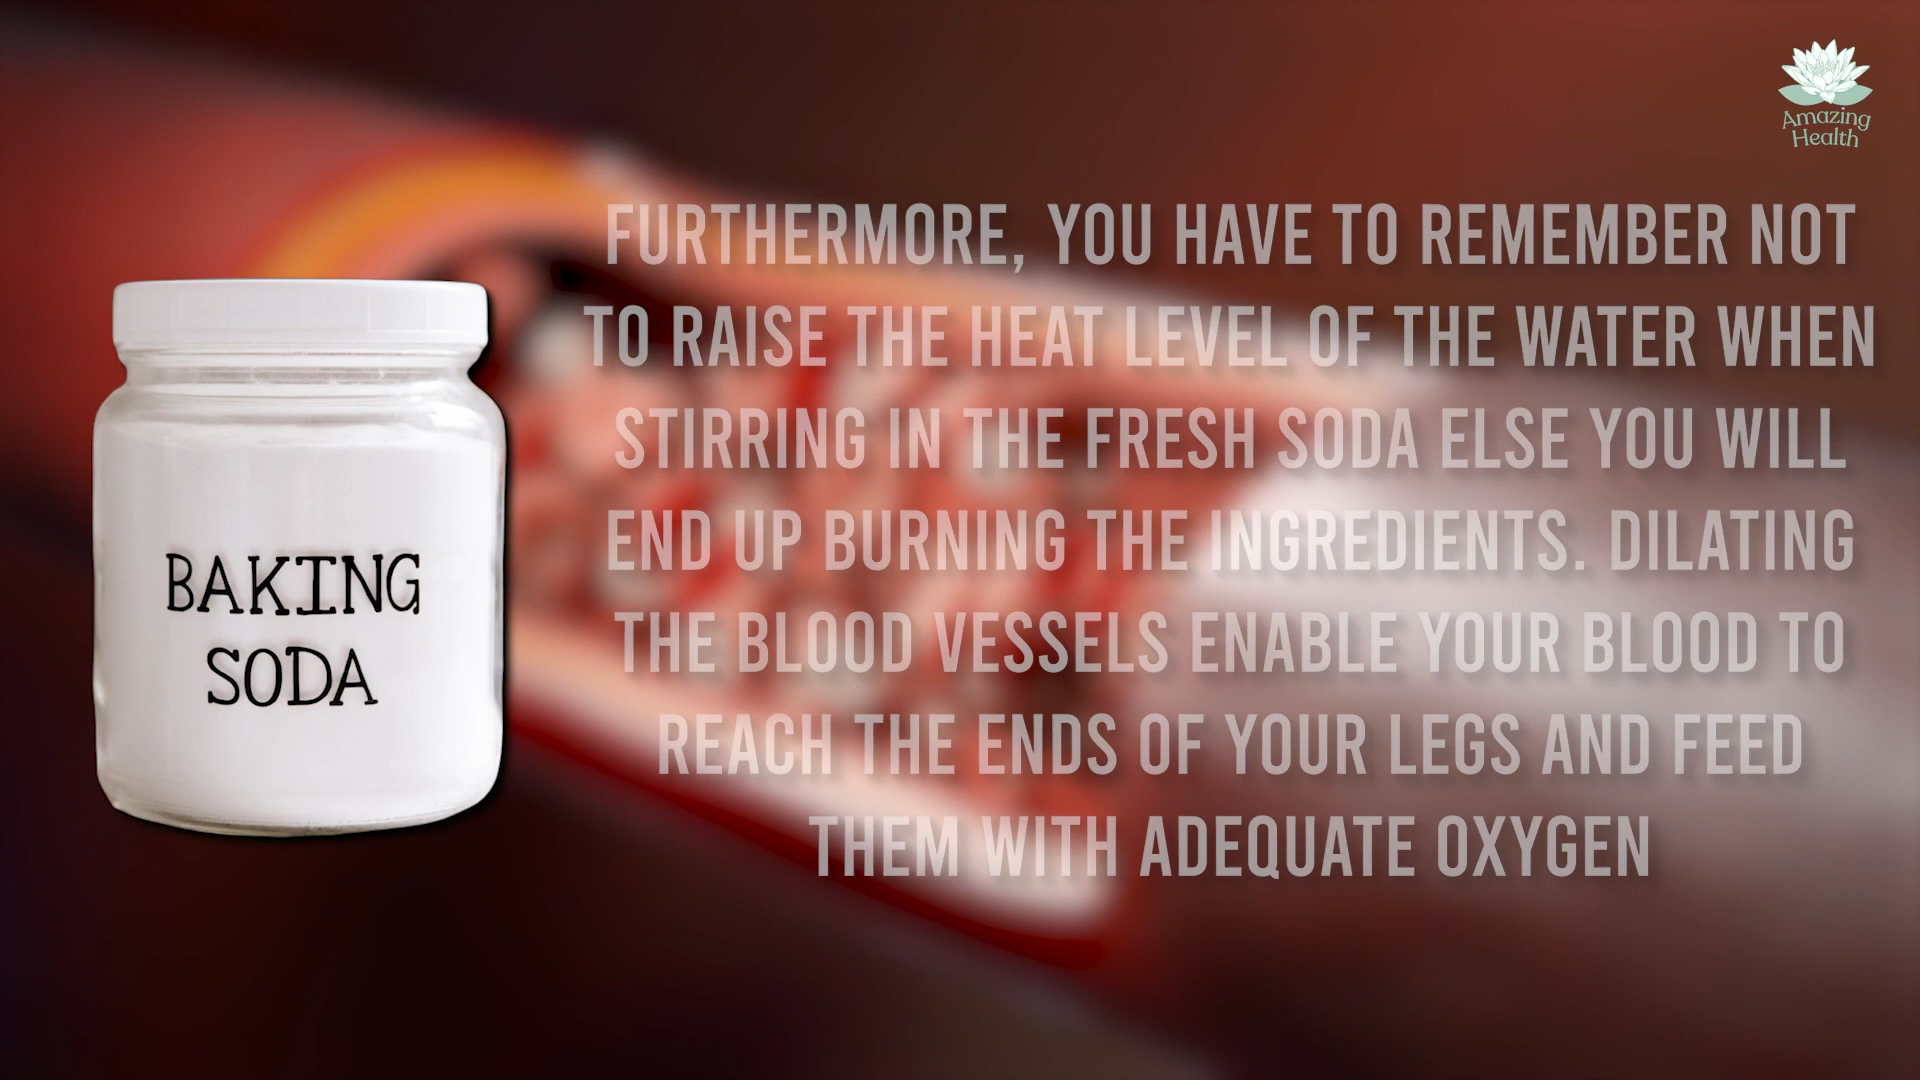 Amazing
Health
FURTHERMORE, YOU HAVE TO REMEMBER NOT
TO RAISE THE HEAT LEVEL OF THE WATER WHEN
STIRRING IN THE FRESH SODA ELSE YOU WILL
END UP BURNING THE INGREDIENTS. DILATING
THE BLOOD VESSELS ENABLE YOUR BLOOD TO
REACH THE ENDS OF YOUR LEGS AND FEED
THEM WITH ADEQUATE OXYGEN
BAKING
SODA